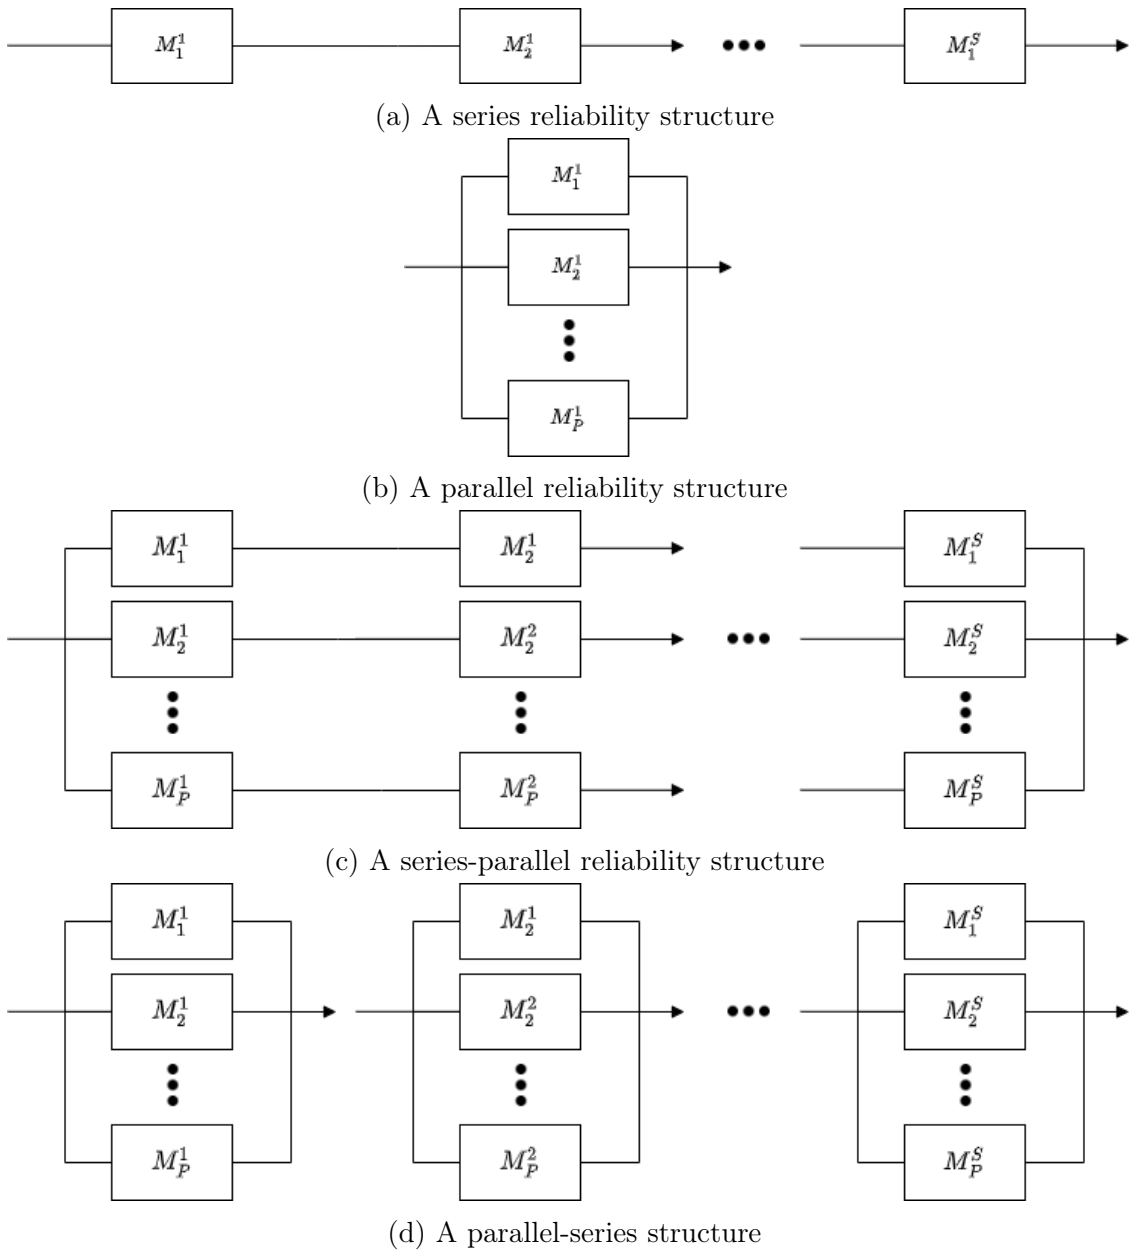 M_1^1 M_2^1 ••• M_1^S
(a) A series reliability structure
M_1^1
M_2^1
M_P^1
(b) A parallel reliability structure
M_1^1 M_2^1 M_1^S
M_2^1 M_2^2 ••• M_2^S
M_P^1 M_P^2 M_P^S
(c) A series-parallel reliability structure
M_1^1 M_2^1 M_1^S
M_2^1 M_2^2 ••• M_2^S
M_P^1 M_P^2 M_P^S
(d) A parallel-series structure